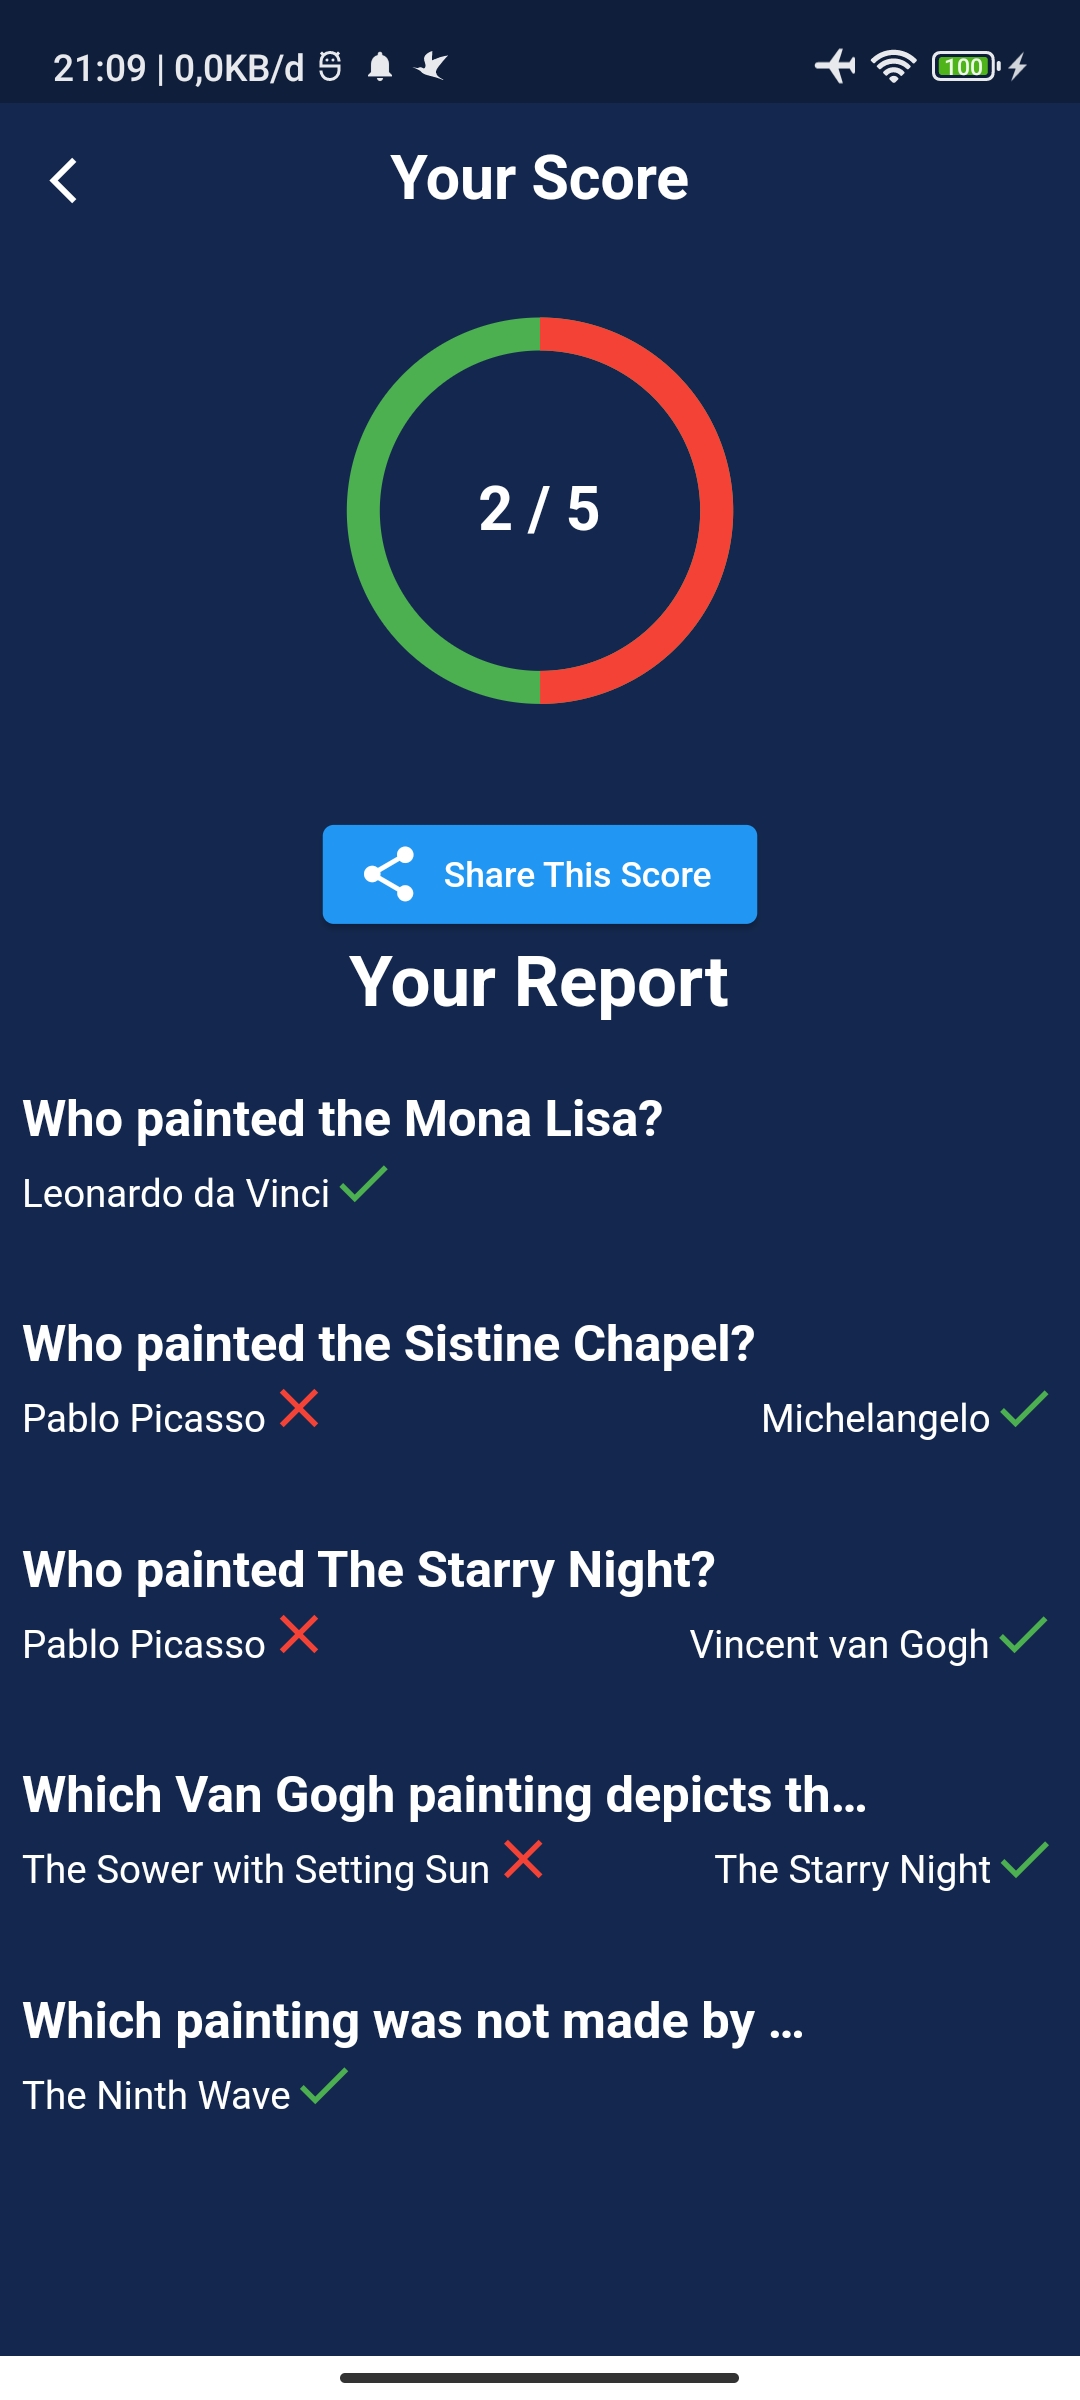 21:09 | 0,0KB/d
100
Your Score
2 / 5
Share This Score
Your Report
Who painted the Mona Lisa?
Leonardo da Vinci
Who painted the Sistine Chapel?
Pablo Picasso Michelangelo
Who painted The Starry Night?
Pablo Picasso Vincent van Gogh
Which Van Gogh painting depicts th...
The Sower with Setting Sun The Starry Night
Which painting was not made by ...
The Ninth Wave